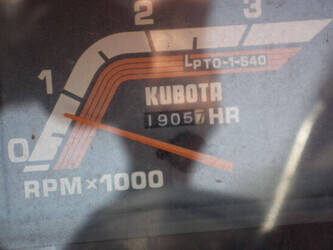 2
3
1
LPTO-1-540
KUBOTA
19057 HR
0
RPM×1000